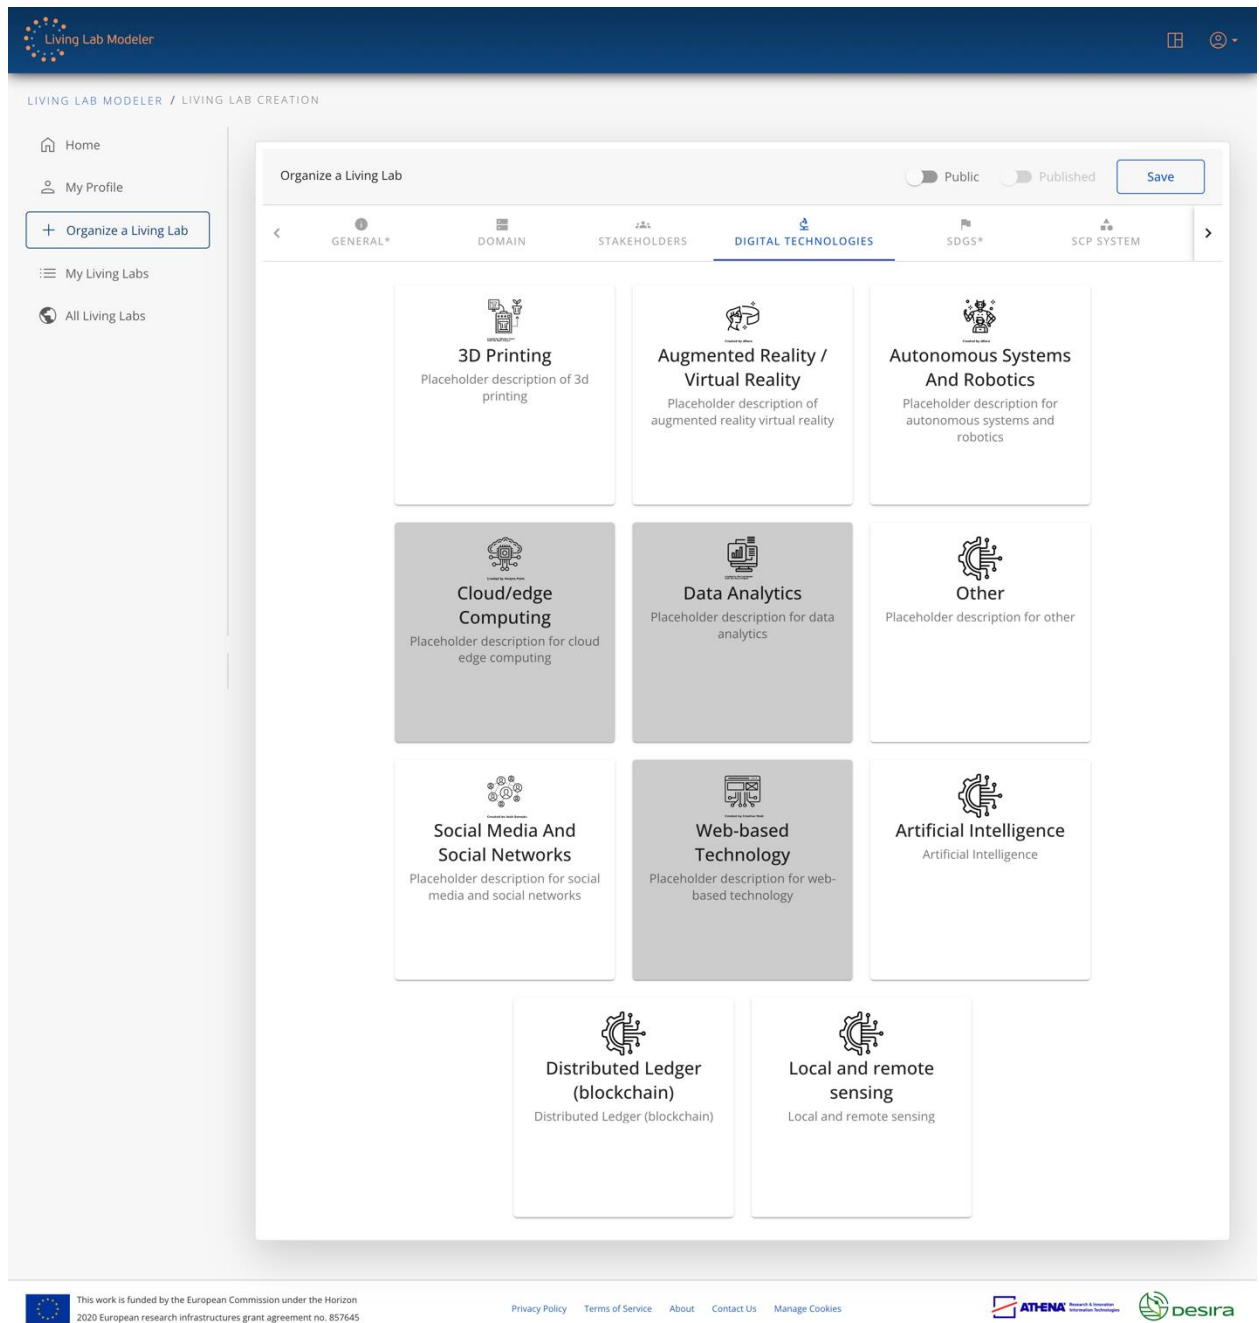 Living Lab Modeler
LIVING LAB MODELER / LIVING LAB CREATION
Home
My Profile
+ Organize a Living Lab
My Living Labs
All Living Labs
Organize a Living Lab
Public
Published
Save
GENERAL*
DOMAIN
STAKEHOLDERS
DIGITAL TECHNOLOGIES
SDGS*
SCP SYSTEM
3D Printing
Placeholder description of 3d
printing
Augmented Reality /
Virtual Reality
Placeholder description of
augmented reality virtual reality
Autonomous Systems
And Robotics
Placeholder description for
autonomous systems and
robotics
Cloud/edge
Computing
Placeholder description for cloud
edge computing
Data Analytics
Placeholder description for data
analytics
Other
Placeholder description for other
Social Media And
Social Networks
Placeholder description for social
media and social networks
Web-based
Technology
Placeholder description for web-
based technology
Artificial Intelligence
Artificial Intelligence
Distributed Ledger
(blockchain)
Distributed Ledger (blockchain)
Local and remote
sensing
Local and remote sensing
This work is funded by the European Commission under the Horizon
2020 European research infrastructures grant agreement no. 857645
Privacy Policy
Terms of Service
About
Contact Us
Manage Cookies
ATHENA
Research & Innovation
Information Technologies
Desira